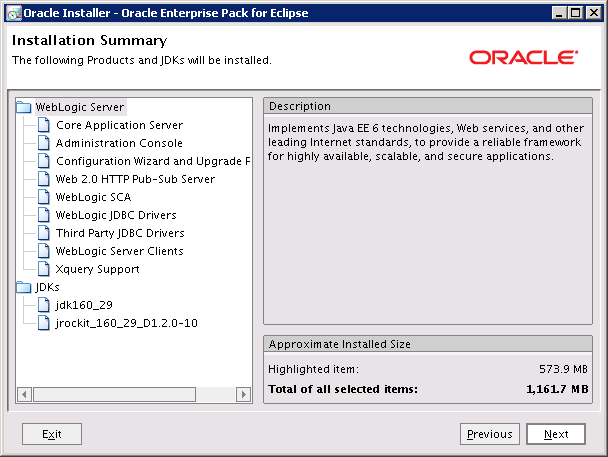 Oracle Installer - Oracle Enterprise Pack for Eclipse
Installation Summary
The following Products and JDKs will be installed.
ORACLE
WebLogic Server
Core Application Server
Administration Console
Configuration Wizard and Upgrade F
Web 2.0 HTTP Pub-Sub Server
WebLogic SCA
WebLogic JDBC Drivers
Third Party JDBC Drivers
WebLogic Server Clients
Xquery Support
JDKs
jdk160_29
jrockit_160_29_D1.2.0-10
Description
Implements Java EE 6 technologies, Web services, and other
leading Internet standards, to provide a reliable framework
for highly available, scalable, and secure applications.
Approximate Installed Size
Highlighted item: 573.9 MB
Total of all selected items: 1,161.7 MB
Exit
Previous
Next